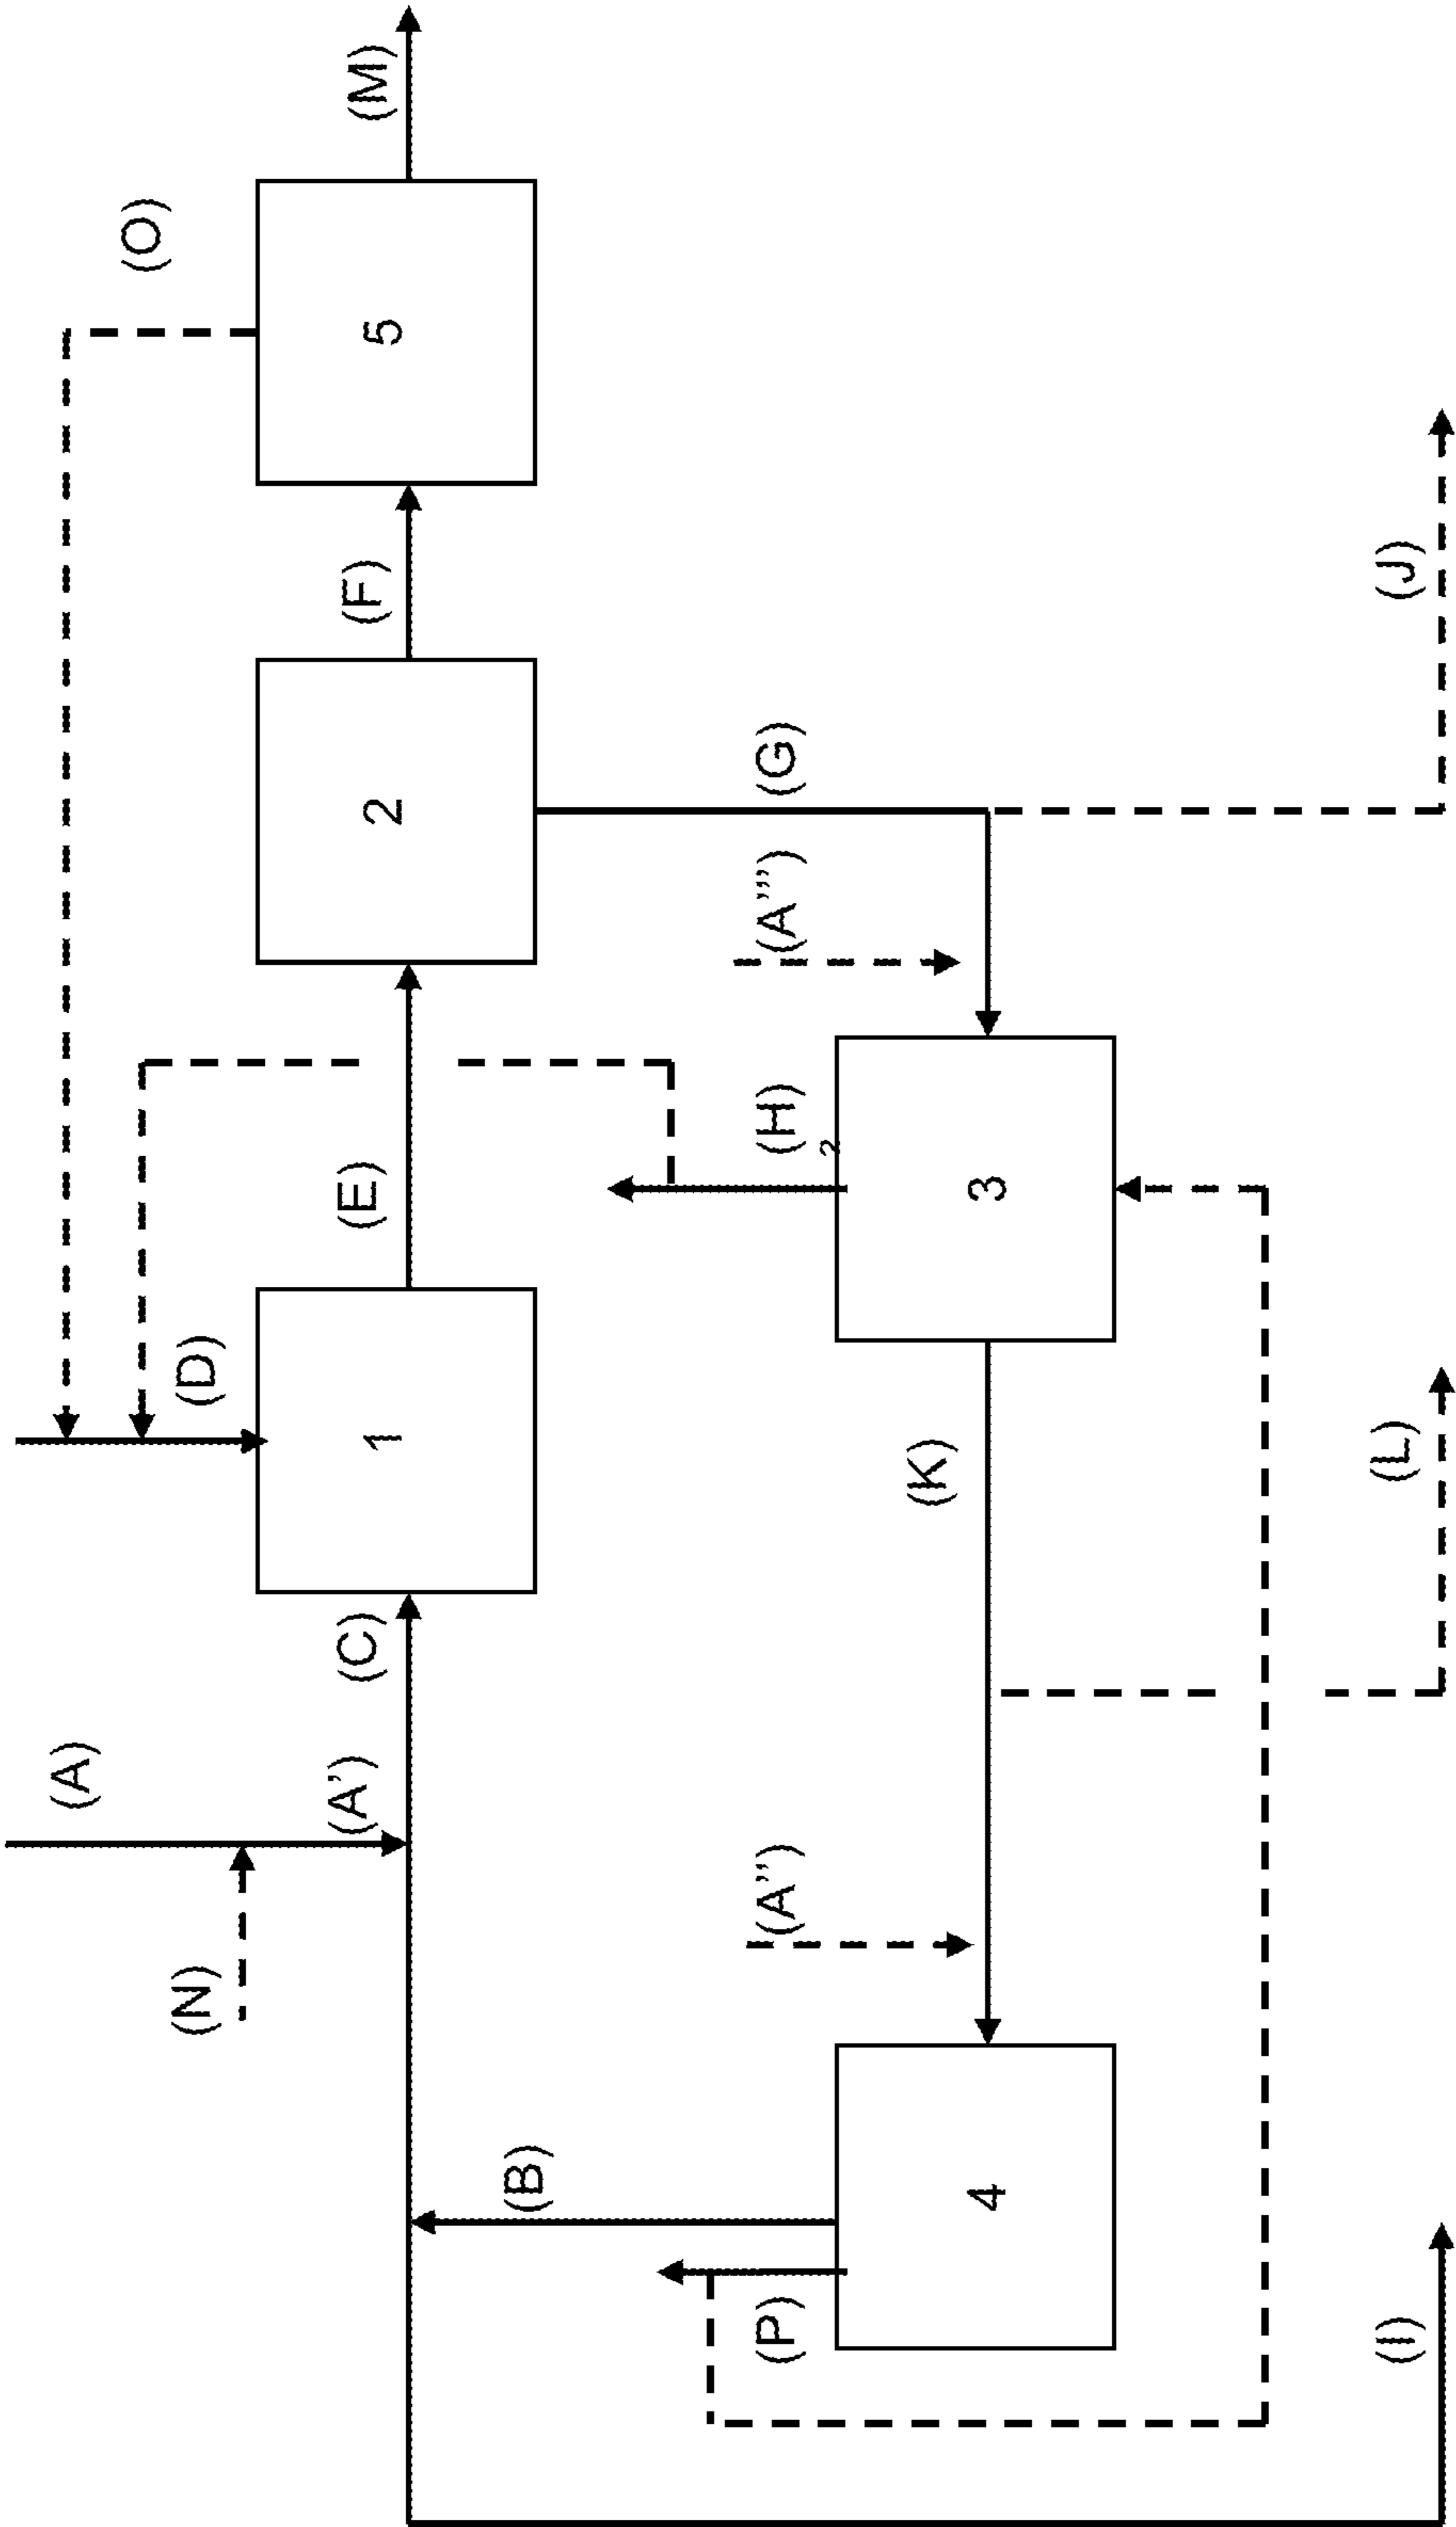 (A)
(N)
(A')
(C)
(D)
(O)
1
(E)
2
(F)
5
(M)
(B)
(P)
4
(A'')
(K)
3
(H)
2
(A''')
(G)
(I)
(L)
(J)